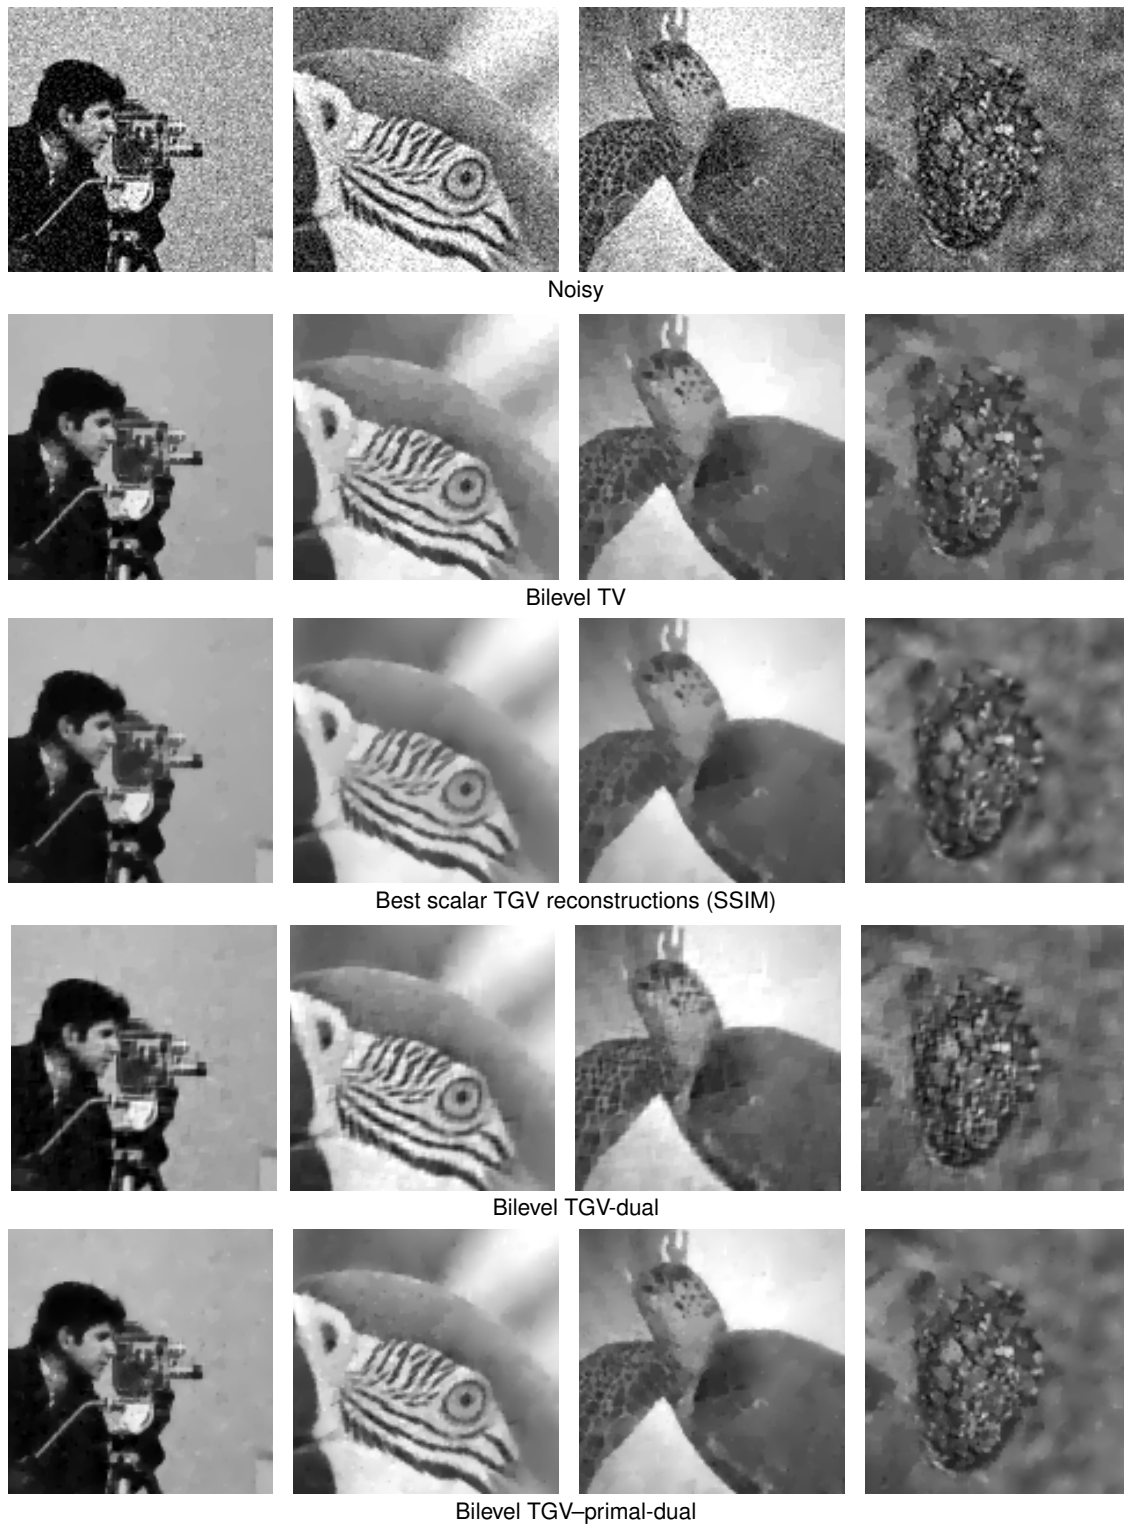 Noisy
Bilevel TV
Best scalar TGV reconstructions (SSIM)
Bilevel TGV-dual
Bilevel TGV–primal-dual